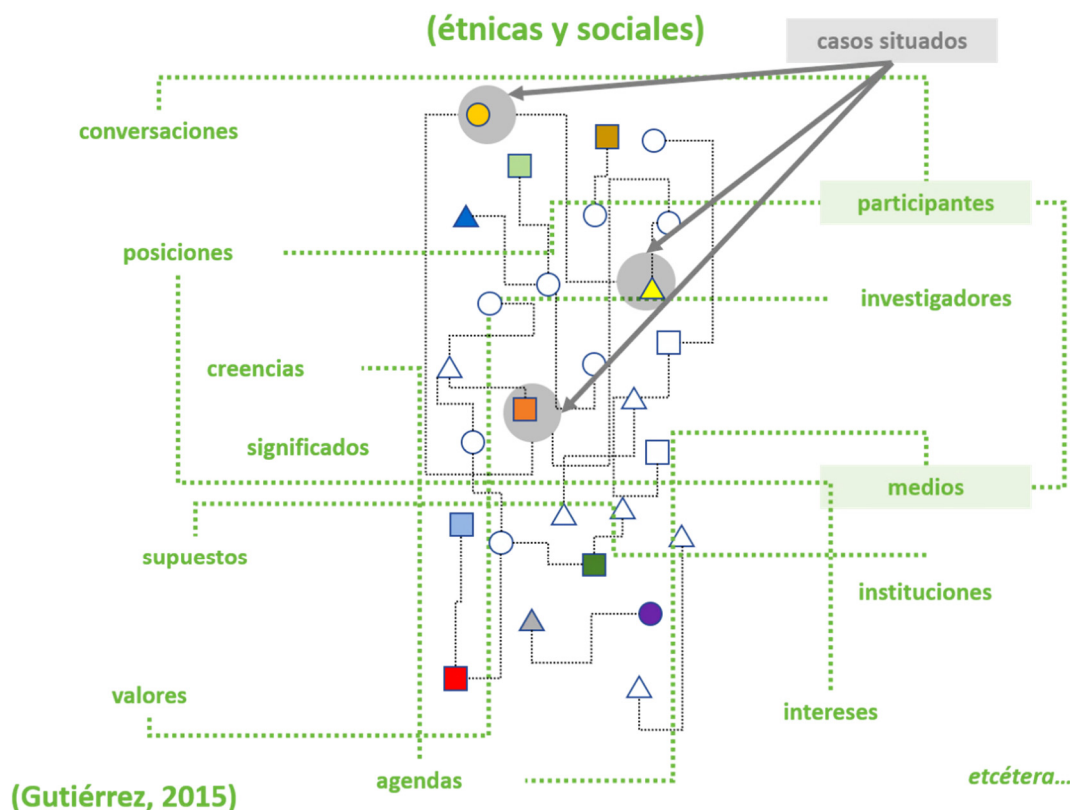 (étnicas y sociales)
casos situados
conversaciones
participantes
posiciones
investigadores
creencias
significados
medios
supuestos
instituciones
valores
intereses
agendas
etcétera...
(Gutiérrez, 2015)